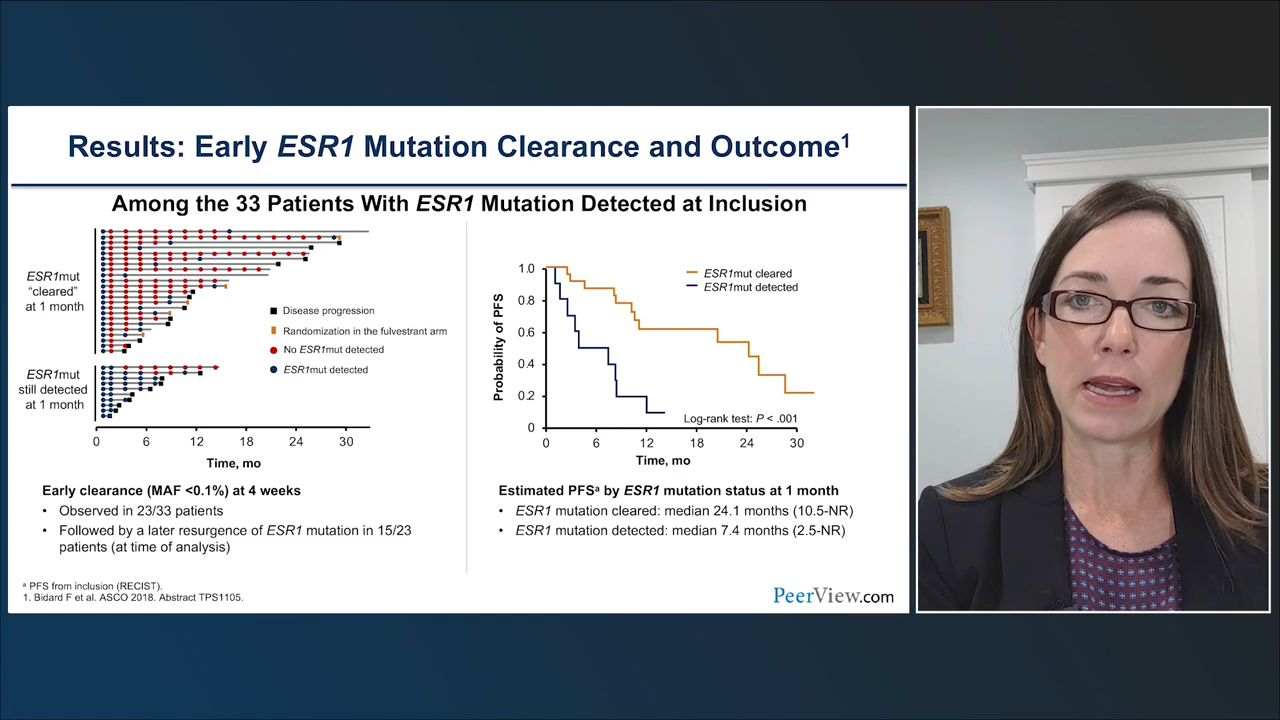 Results: Early ESR1 Mutation Clearance and Outcome¹
Among the 33 Patients With ESR1 Mutation Detected at Inclusion
ESR1mut
“cleared”
at 1 month
ESR1mut
still detected
at 1 month
Disease progression
Randomization in the fulvestrant arm
No ESR1mut detected
ESR1mut detected
0 6 12 18 24 30
Time, mo
Early clearance (MAF <0.1%) at 4 weeks
• Observed in 23/33 patients
• Followed by a later resurgence of ESR1 mutation in 15/23
patients (at time of analysis)
Probability of PFS
1.0
0.8
0.6
0.4
0.2
0
ESR1mut cleared
ESR1mut detected
Log-rank test: P < .001
0 6 12 18 24 30
Time, mo
Estimated PFSᵃ by ESR1 mutation status at 1 month
• ESR1 mutation cleared: median 24.1 months (10.5-NR)
• ESR1 mutation detected: median 7.4 months (2.5-NR)
ᵃ PFS from inclusion (RECIST).
1. Bidard F et al. ASCO 2018. Abstract TPS1105.
PeerView.com